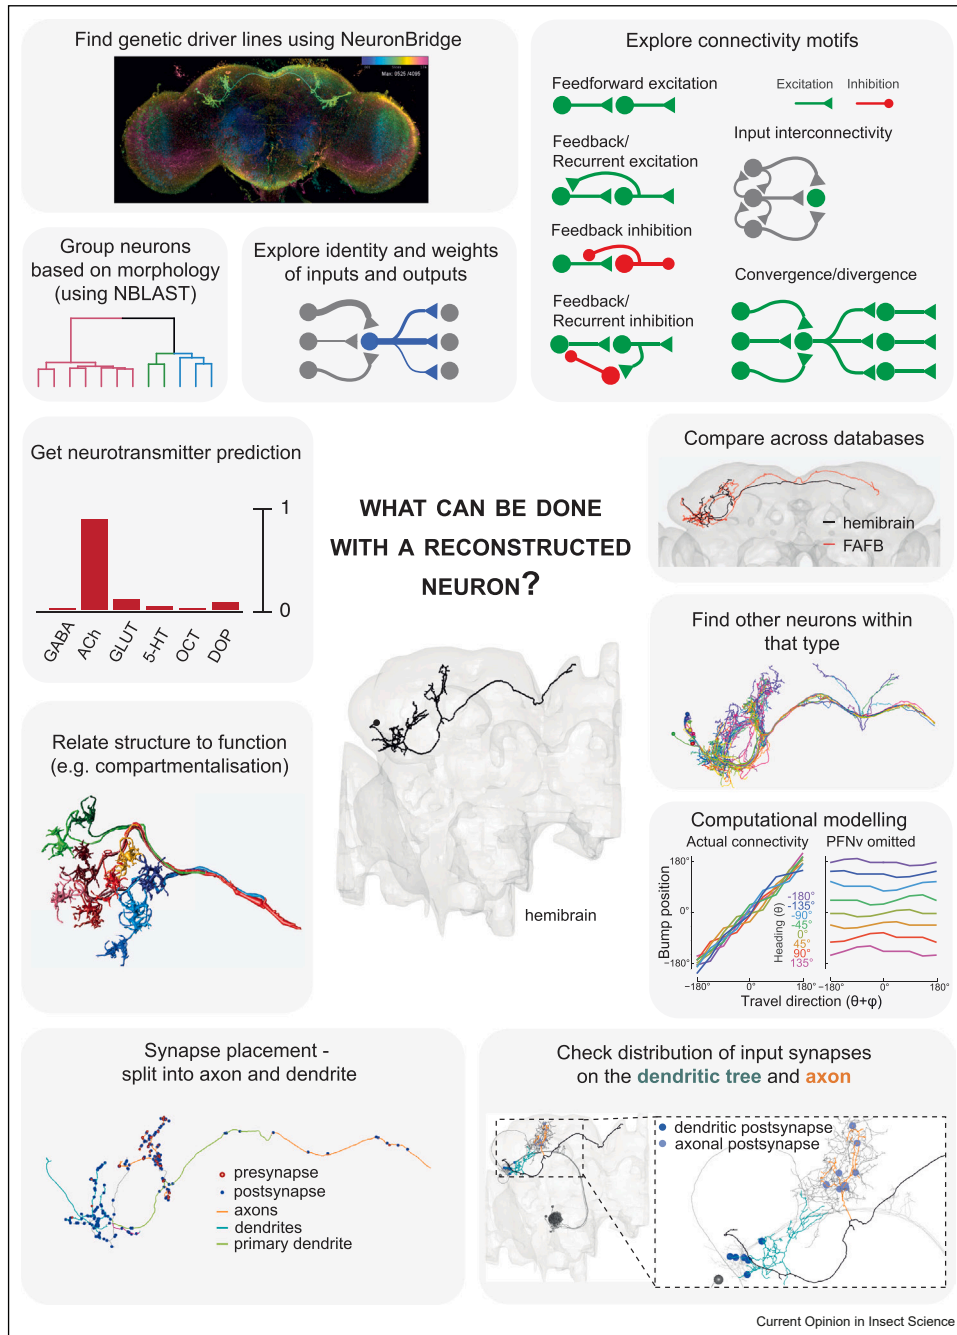 Find genetic driver lines using NeuronBridge
Max: 0525 /4095
Explore connectivity motifs
Feedforward excitation
Excitation
Inhibition
Feedback/
Recurrent excitation
Input interconnectivity
Feedback inhibition
Convergence/divergence
Feedback/
Recurrent inhibition
Group neurons
based on morphology
(using NBLAST)
Explore identity and weights
of inputs and outputs
Get neurotransmitter prediction
1
0
GABA
ACh
GLUT
5-HT
OCT
DOP
WHAT CAN BE DONE
WITH A RECONSTRUCTED
NEURON?
hemibrain
Compare across databases
hemibrain
FAFB
Find other neurons within
that type
Relate structure to function
(e.g. compartmentalisation)
Computational modelling
Actual connectivity
PFNv omitted
Bump position
180°
0°
−180°
Heading (θ)
-180°
-135°
-90°
-45°
0°
45°
90°
135°
−180°
0°
180°
−180°
0°
180°
Travel direction (θ+φ)
Synapse placement -
split into axon and dendrite
presynapse
postsynapse
axons
dendrites
primary dendrite
Check distribution of input synapses
on the dendritic tree and axon
dendritic postsynapse
axonal postsynapse
Current Opinion in Insect Science